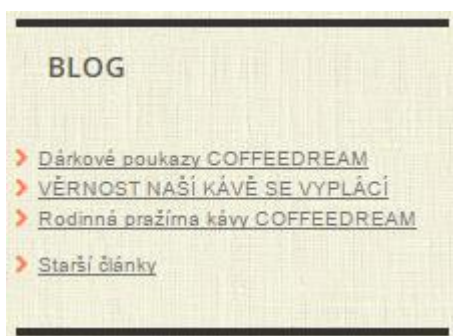 BLOG
Dárkové poukazy COFFEEDREAM
VĚRNOST NAŠÍ KÁVĚ SE VYPLÁCÍ
Rodinná pražírna kávy COFFEEDREAM
Starší články